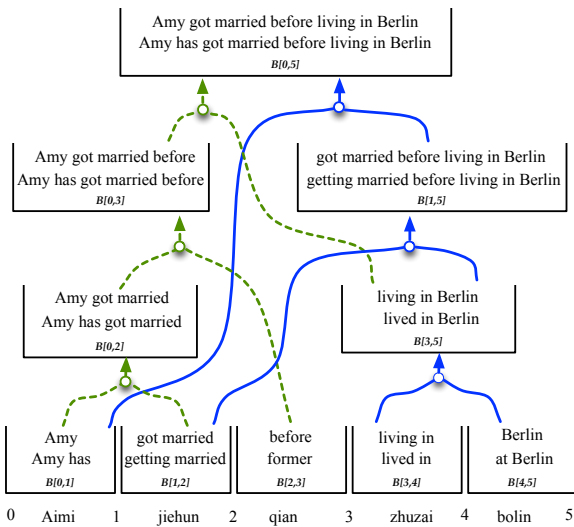 Amy got married before living in Berlin
Amy has got married before living in Berlin
B[0,5]
Amy got married before
Amy has got married before
B[0,3]
got married before living in Berlin
getting married before living in Berlin
B[1,5]
Amy got married
Amy has got married
B[0,2]
living in Berlin
lived in Berlin
B[3,5]
Amy
Amy has
B[0,1]
got married
getting married
B[1,2]
before
former
B[2,3]
living in
lived in
B[3,4]
Berlin
at Berlin
B[4,5]
0 Aimi 1 jiehun 2 qian 3 zhuzai 4 bolin 5